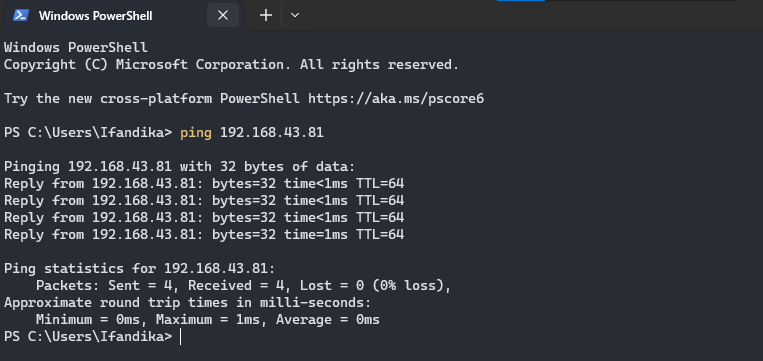 Windows PowerShell
Windows PowerShell
Copyright (C) Microsoft Corporation. All rights reserved.
Try the new cross-platform PowerShell https://aka.ms/pscore6
PS C:\Users\Ifandika> ping 192.168.43.81
Pinging 192.168.43.81 with 32 bytes of data:
Reply from 192.168.43.81: bytes=32 time<1ms TTL=64
Reply from 192.168.43.81: bytes=32 time<1ms TTL=64
Reply from 192.168.43.81: bytes=32 time<1ms TTL=64
Reply from 192.168.43.81: bytes=32 time=1ms TTL=64
Ping statistics for 192.168.43.81:
    Packets: Sent = 4, Received = 4, Lost = 0 (0% loss),
Approximate round trip times in milli-seconds:
    Minimum = 0ms, Maximum = 1ms, Average = 0ms
PS C:\Users\Ifandika>